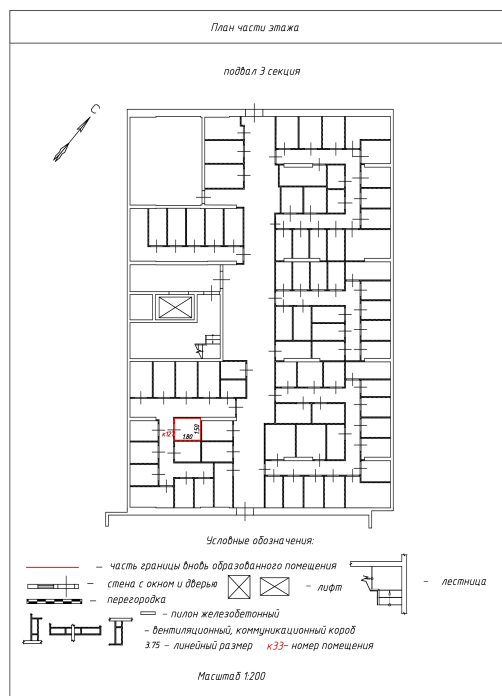 План части этажа
подвал 3 секция
С
150
180
Условные обозначения:
– часть границы вновь образованного помещения
– стена с окном и дверью
– лифт
– лестница
– перегородка
– пилон железобетонный
– вентиляционный, коммуникационный короб
3.75 – линейный размер к33– номер помещения
Масштаб 1:200